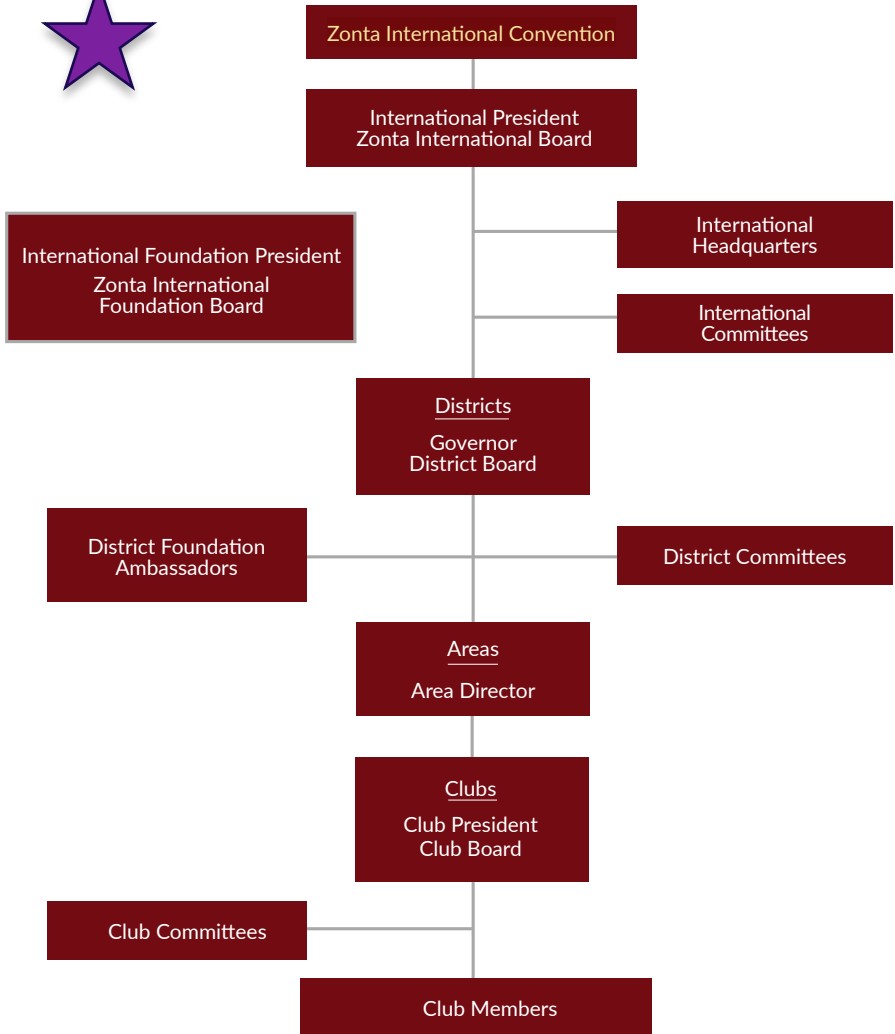 Zonta International Convention
International President
Zonta International Board
International
Headquarters
International Foundation President
Zonta International
Foundation Board
International
Committees
Districts
Governor
District Board
District Foundation
Ambassadors
District Committees
Areas
Area Director
Clubs
Club President
Club Board
Club Committees
Club Members